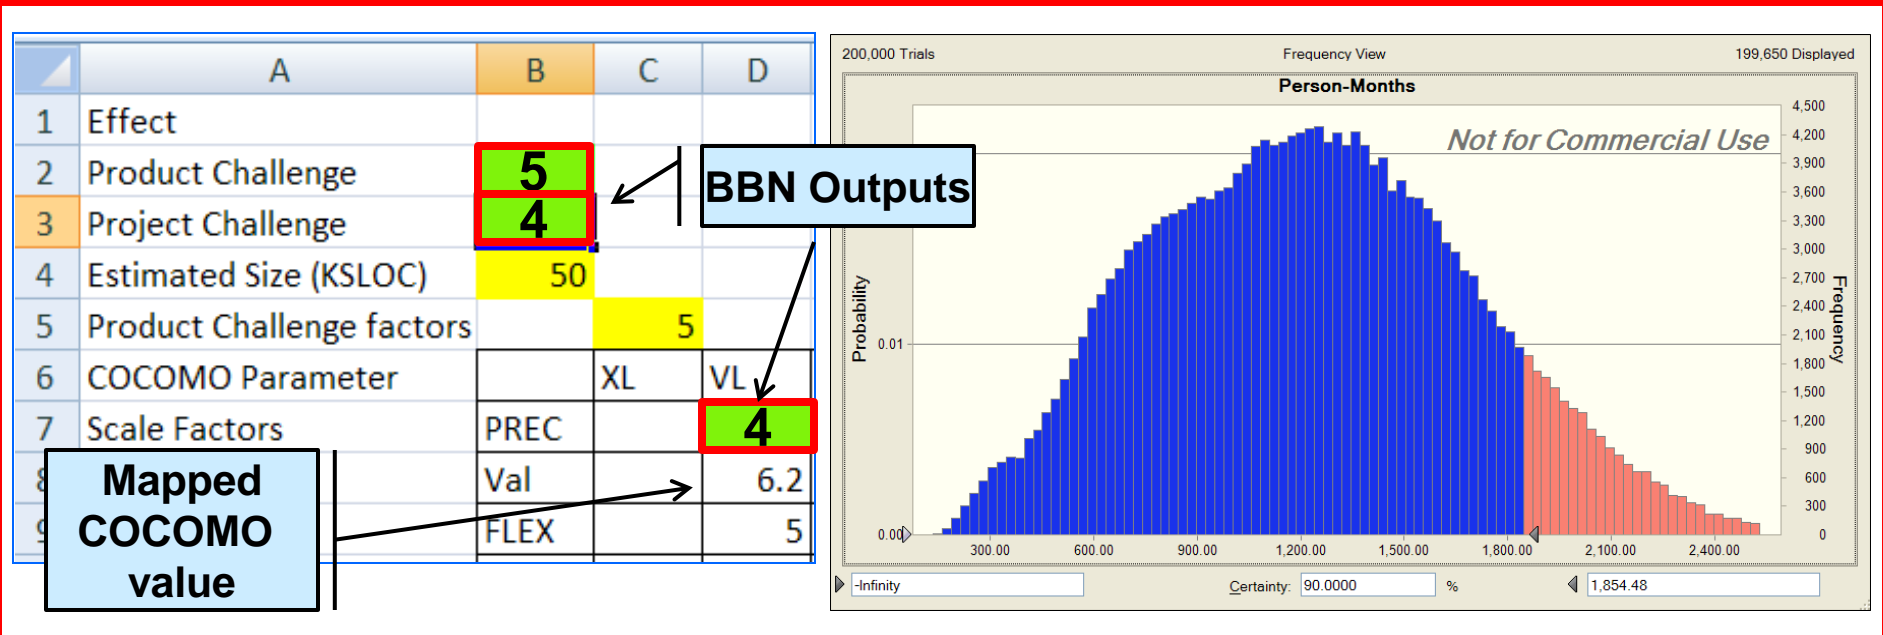 A B C D
1 Effect
2 Product Challenge 5
3 Project Challenge 4
4 Estimated Size (KSLOC) 50
5 Product Challenge factors 5
6 COCOMO Parameter XL VL
7 Scale Factors PREC 4
8 Val 6.2
9 FLEX 5
BBN Outputs
Mapped
COCOMO
value
200,000 Trials Frequency View 199,650 Displayed
Person-Months
Not for Commercial Use
Probability
0.01
0.00
4,500
4,200
3,900
3,600
3,300
3,000
2,700
2,400
2,100
1,800
1,500
1,200
900
600
300
0
Frequency
300.00 600.00 900.00 1,200.00 1,500.00 1,800.00 2,100.00 2,400.00
-Infinity Certainty: 90.0000 % 1,854.48